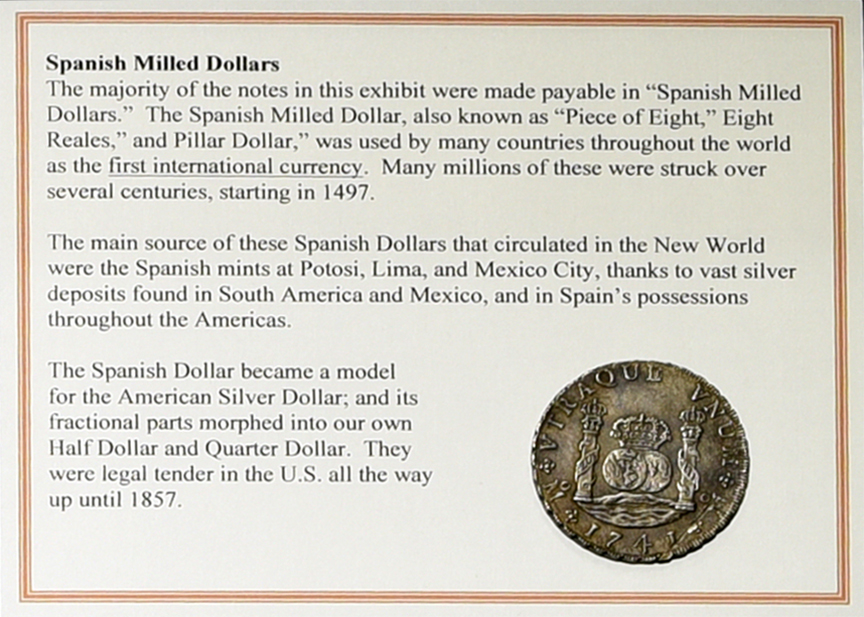 Spanish Milled Dollars
The majority of the notes in this exhibit were made payable in “Spanish Milled
Dollars.”  The Spanish Milled Dollar, also known as “Piece of Eight,” Eight
Reales,” and Pillar Dollar,” was used by many countries throughout the world
as the first international currency.  Many millions of these were struck over
several centuries, starting in 1497.
The main source of these Spanish Dollars that circulated in the New World
were the Spanish mints at Potosi, Lima, and Mexico City, thanks to vast silver
deposits found in South America and Mexico, and in Spain’s possessions
throughout the Americas.
The Spanish Dollar became a model
for the American Silver Dollar; and its
fractional parts morphed into our own
Half Dollar and Quarter Dollar.  They
were legal tender in the U.S. all the way
up until 1857.
VTRAQUE VNUM
1741